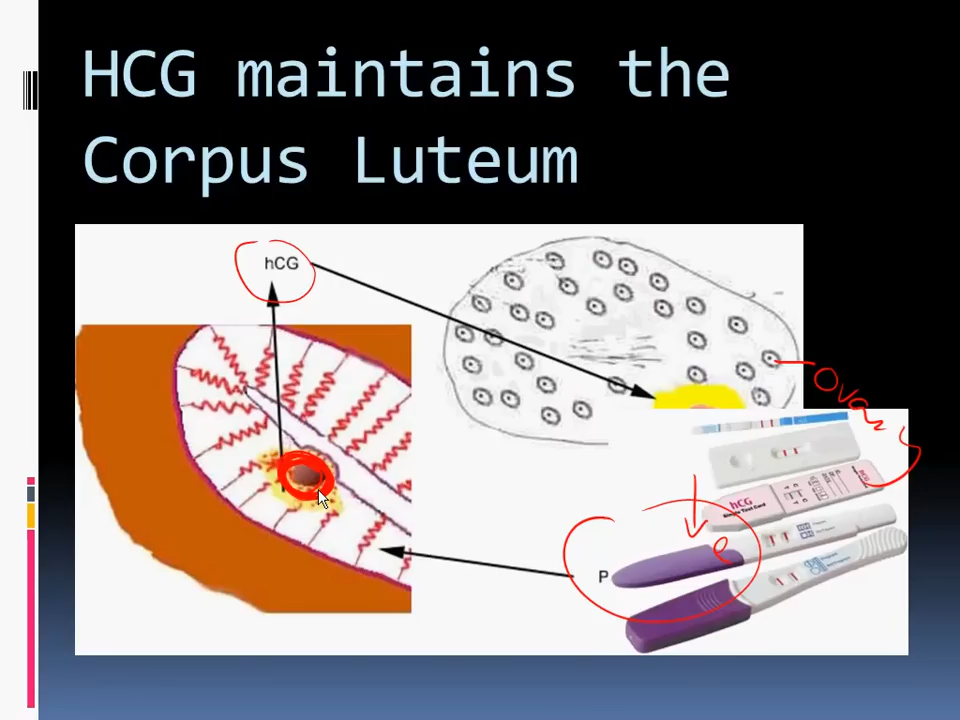 HCG maintains the
Corpus Luteum
hCG
Ovary
hCG
P
P